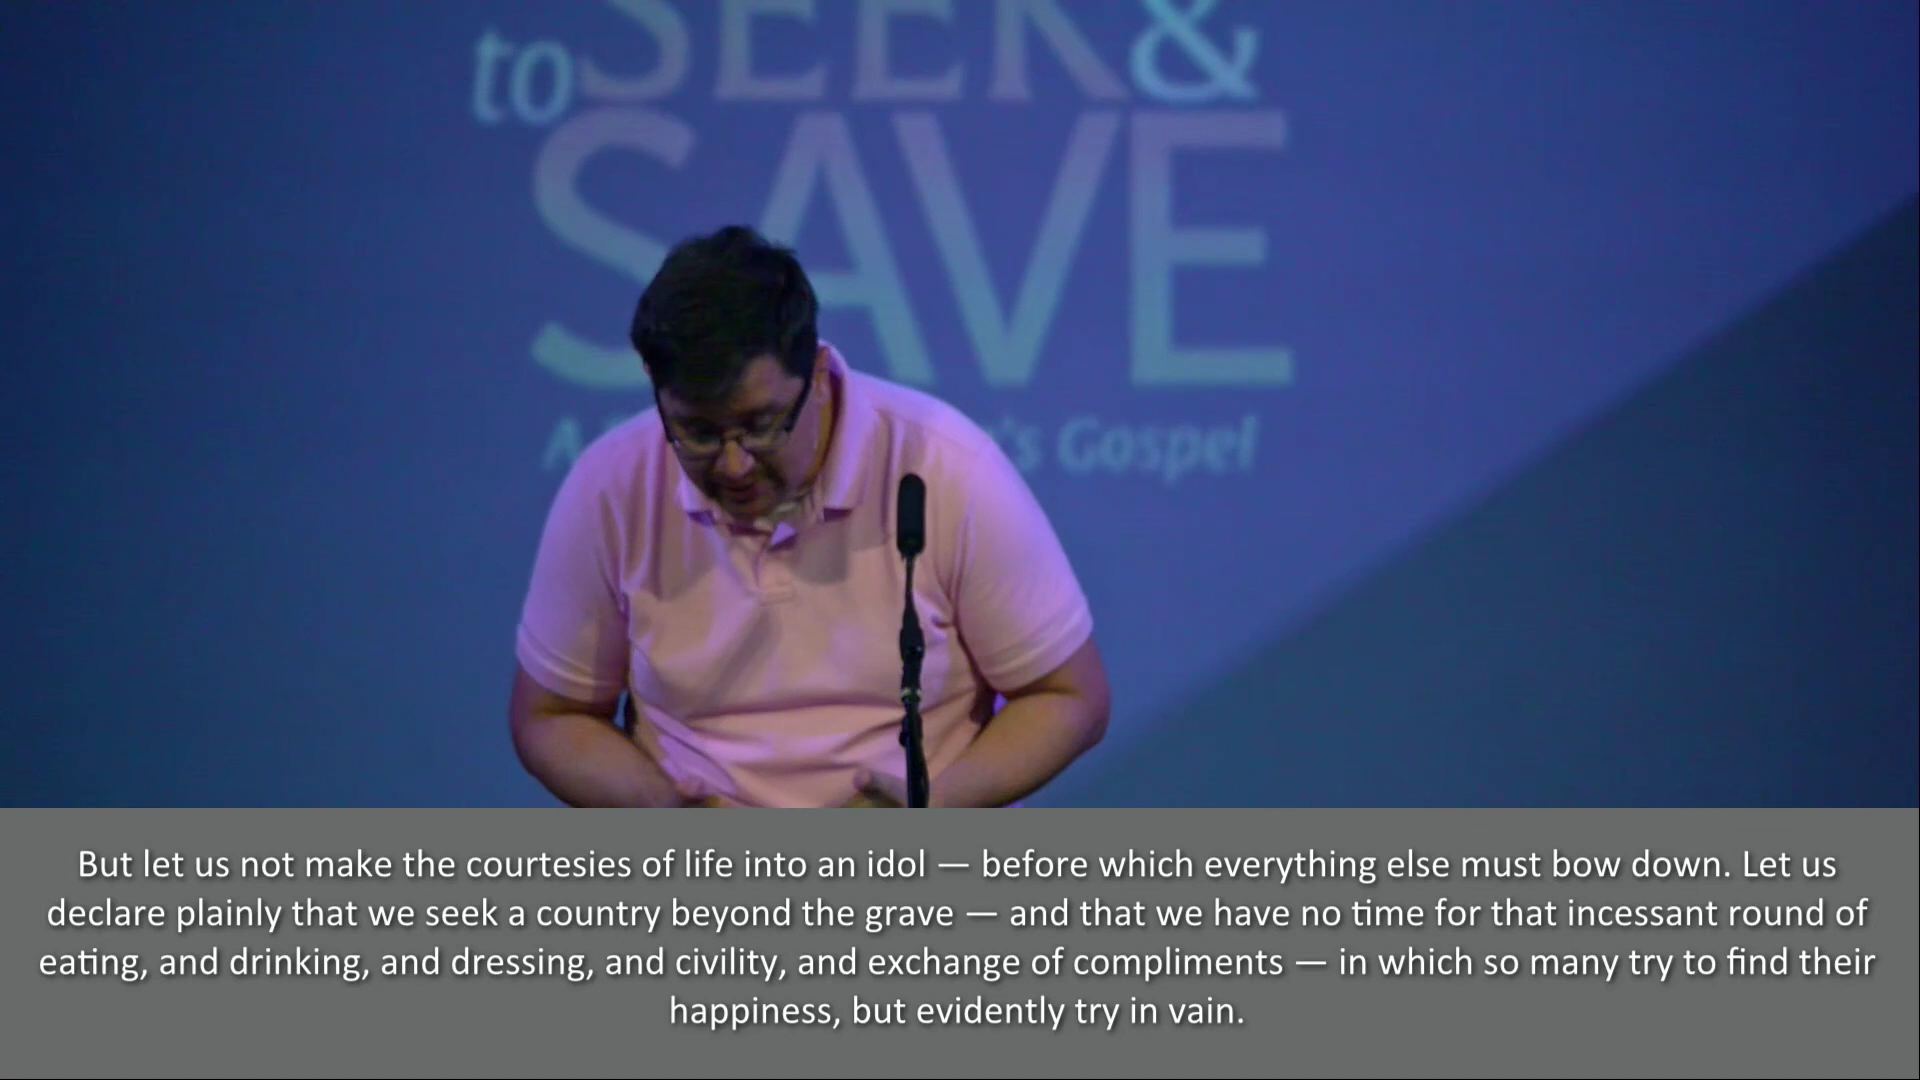 to SEEK &
SAVE
A 's Gospel
But let us not make the courtesies of life into an idol — before which everything else must bow down. Let us
declare plainly that we seek a country beyond the grave — and that we have no time for that incessant round of
eating, and drinking, and dressing, and civility, and exchange of compliments — in which so many try to find their
happiness, but evidently try in vain.